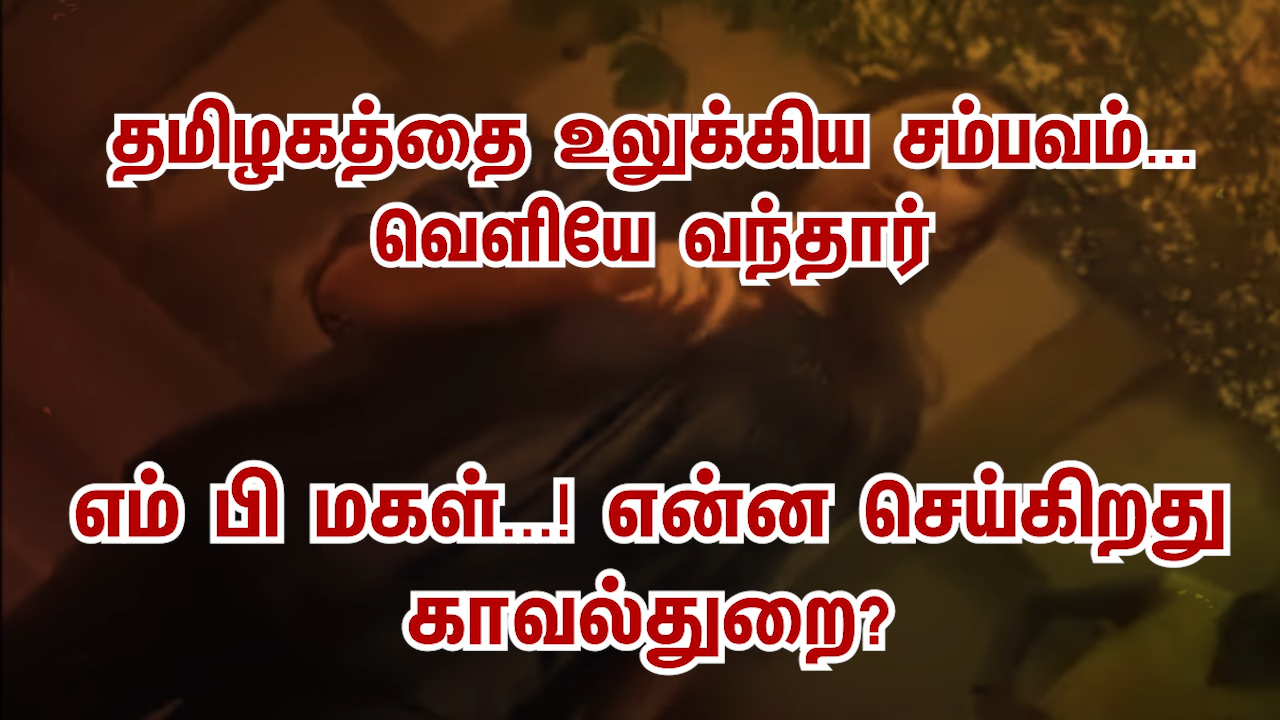 தமிழகத்தை உலுக்கிய சம்பவம்...
வெளியே வந்தார்
எம் பி மகள்...! என்ன செய்கிறது
காவல்துறை?